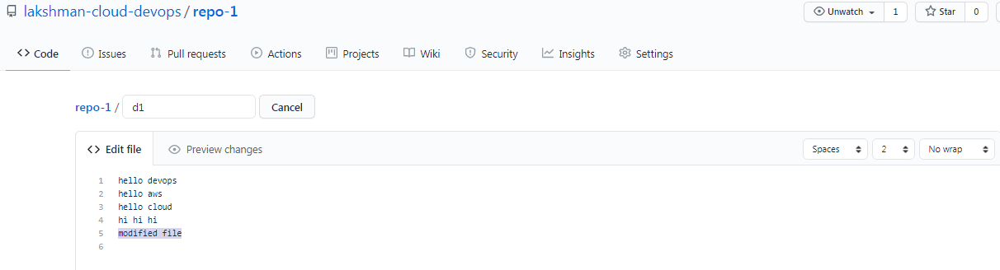 lakshman-cloud-devops / repo-1
Unwatch 1 Star 0
Code Issues Pull requests Actions Projects Wiki Security Insights Settings
repo-1 / d1 Cancel
Edit file Preview changes Spaces 2 No wrap
1 hello devops
2 hello aws
3 hello cloud
4 hi hi hi
5 modified file
6